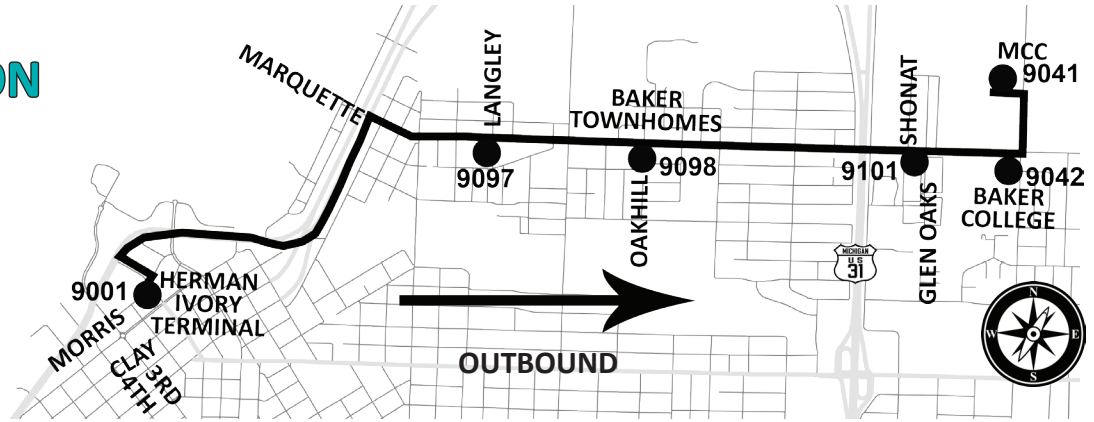 ON
MARQUETTE
LANGLEY
BAKER
TOWNHOMES
SHONAT
MCC
9041
9097
9098
OAKHILL
9101
GLEN OAKS
9042
BAKER
COLLEGE
MICHIGAN
US
31
9001
HERMAN
IVORY
TERMINAL
MORRIS
CLAY
3RD
4TH
OUTBOUND
N
W
E
S